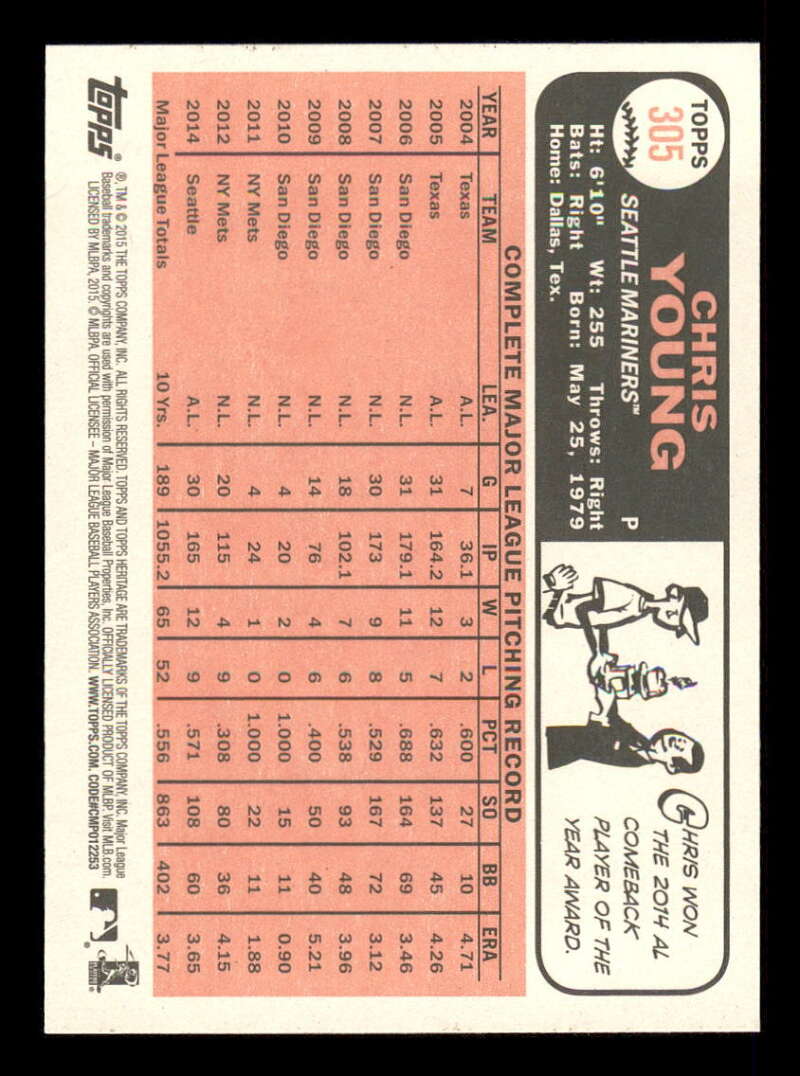 TOPPS
305
CHRIS
YOUNG
SEATTLE MARINERS™ P
Ht: 6'10" Wt: 255 Throws: Right
Bats: Right Born: May 25, 1979
Home: Dallas, Tex.
CHRIS WON
THE 2014 AL
COMEBACK
PLAYER OF THE
YEAR AWARD.
COMPLETE MAJOR LEAGUE PITCHING RECORD
YEAR TEAM LEA. G IP W L PCT SO BB ERA
2004 Texas A.L. 7 36.1 3 2 .600 27 10 4.71
2005 Texas A.L. 31 164.2 12 7 .632 137 45 4.26
2006 San Diego N.L. 31 179.1 11 5 .688 164 69 3.46
2007 San Diego N.L. 30 173 9 8 .529 167 72 3.12
2008 San Diego N.L. 18 102.1 7 6 .538 93 48 3.96
2009 San Diego N.L. 14 76 4 6 .400 50 40 5.21
2010 San Diego N.L. 4 20 2 0 1.000 15 11 0.90
2011 NY Mets N.L. 4 24 1 0 1.000 22 11 1.88
2012 NY Mets N.L. 20 115 4 9 .308 80 36 4.15
2014 Seattle A.L. 30 165 12 9 .571 108 60 3.65
Major League Totals 10 Yrs. 189 1055.2 65 52 .556 863 402 3.77
topps®
®, TM & © 2015 THE TOPPS COMPANY, INC. ALL RIGHTS RESERVED. TOPPS AND TOPPS HERITAGE ARE TRADEMARKS OF THE TOPPS COMPANY, INC. Major League
Baseball trademarks and copyrights are used with permission of Major League Baseball Properties, Inc. OFFICIALLY LICENSED PRODUCT OF MLBP. Visit MLB.com.
LICENSED BY MLBPA, 2015. © MLBPA. OFFICIAL LICENSEE – MAJOR LEAGUE BASEBALL PLAYERS ASSOCIATION. WWW.TOPPS.COM. CODE#CMP012253